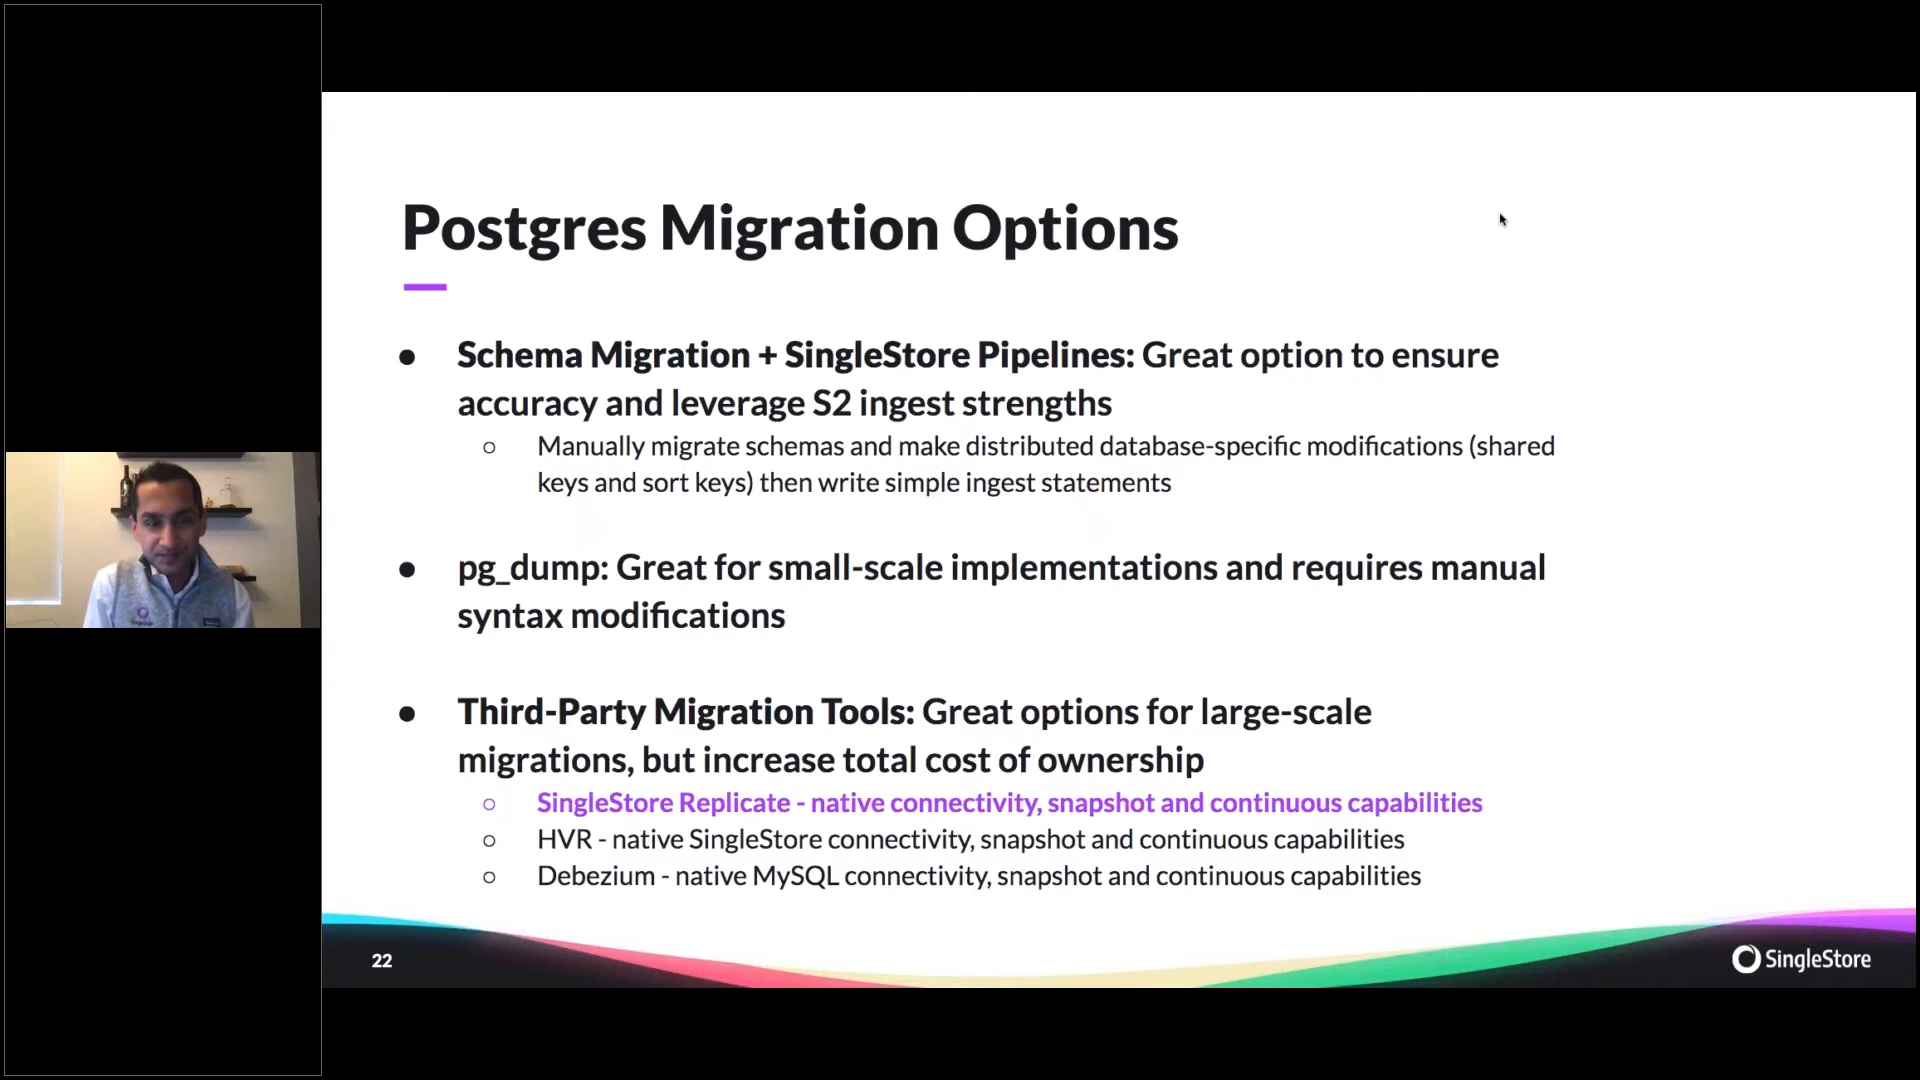 Postgres Migration Options
● Schema Migration + SingleStore Pipelines: Great option to ensure
accuracy and leverage S2 ingest strengths
○ Manually migrate schemas and make distributed database-specific modifications (shared
keys and sort keys) then write simple ingest statements
● pg_dump: Great for small-scale implementations and requires manual
syntax modifications
● Third-Party Migration Tools: Great options for large-scale
migrations, but increase total cost of ownership
○ SingleStore Replicate - native connectivity, snapshot and continuous capabilities
○ HVR - native SingleStore connectivity, snapshot and continuous capabilities
○ Debezium - native MySQL connectivity, snapshot and continuous capabilities
22
SingleStore